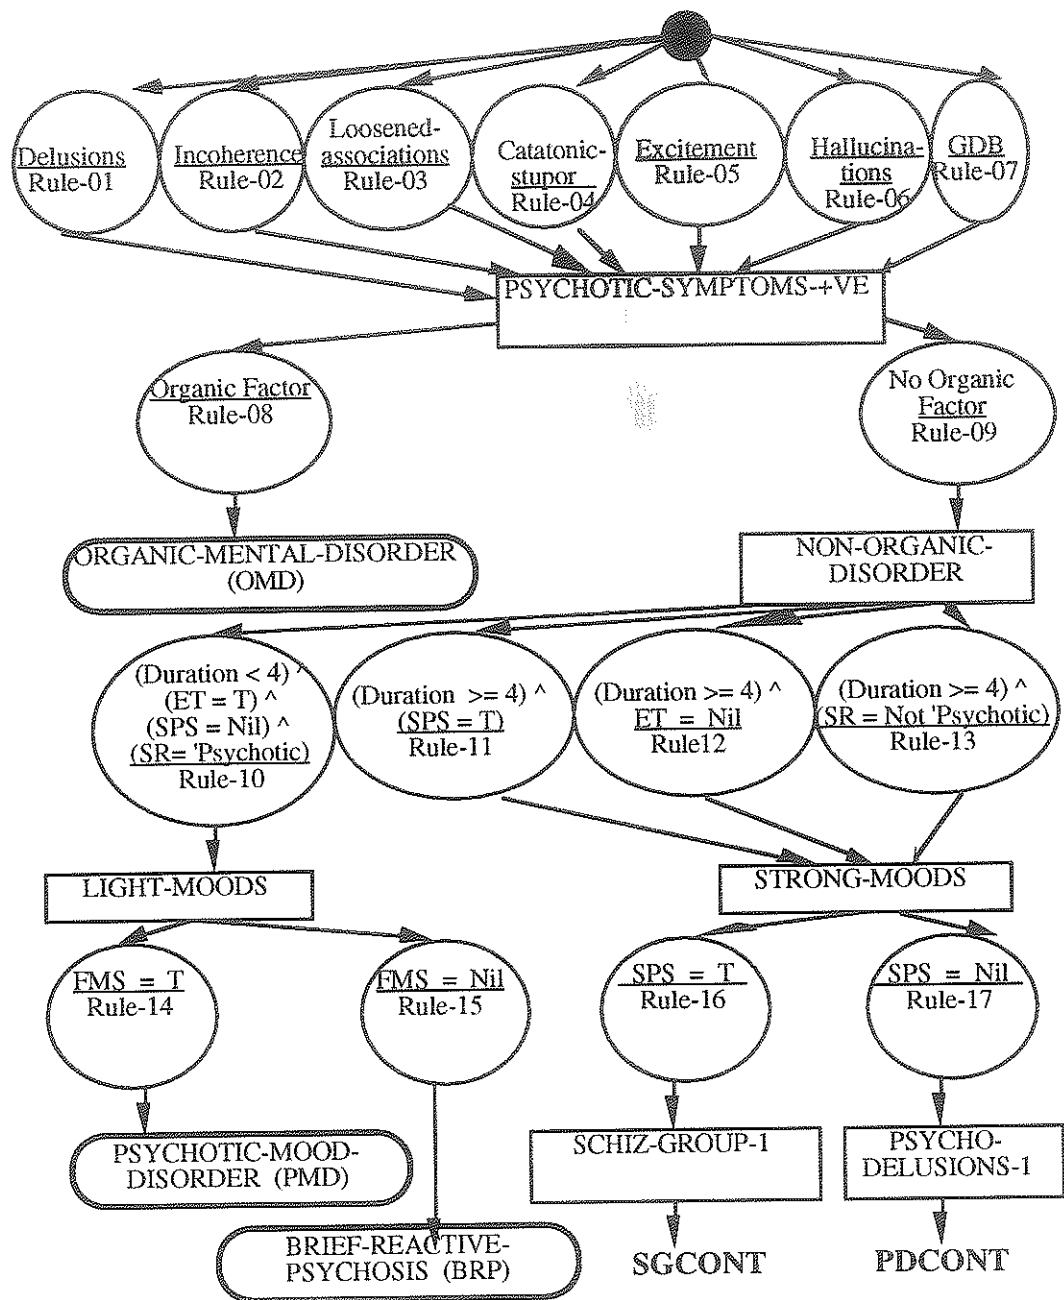 Delusions
Rule-01
Incoherence
Rule-02
Loosened-
associations
Rule-03
Catatonic-
stupor
Rule-04
Excitement
Rule-05
Hallucina-
tions
Rule-06
GDB
Rule-07
PSYCHOTIC-SYMPTOMS-+VE
Organic Factor
Rule-08
No Organic
Factor
Rule-09
ORGANIC-MENTAL-DISORDER
(OMD)
NON-ORGANIC-
DISORDER
(Duration < 4) ^
(ET = T) ^
(SPS = Nil) ^
(SR= 'Psychotic)
Rule-10
(Duration >= 4) ^
(SPS = T)
Rule-11
(Duration >= 4) ^
ET = Nil
Rule12
(Duration >= 4) ^
(SR = Not 'Psychotic)
Rule-13
LIGHT-MOODS
STRONG-MOODS
FMS = T
Rule-14
FMS = Nil
Rule-15
SPS = T
Rule-16
SPS = Nil
Rule-17
PSYCHOTIC-MOOD-
DISORDER (PMD)
BRIEF-REACTIVE-
PSYCHOSIS (BRP)
SCHIZ-GROUP-1
PSYCHO-
DELUSIONS-1
SGCONT
PDCONT